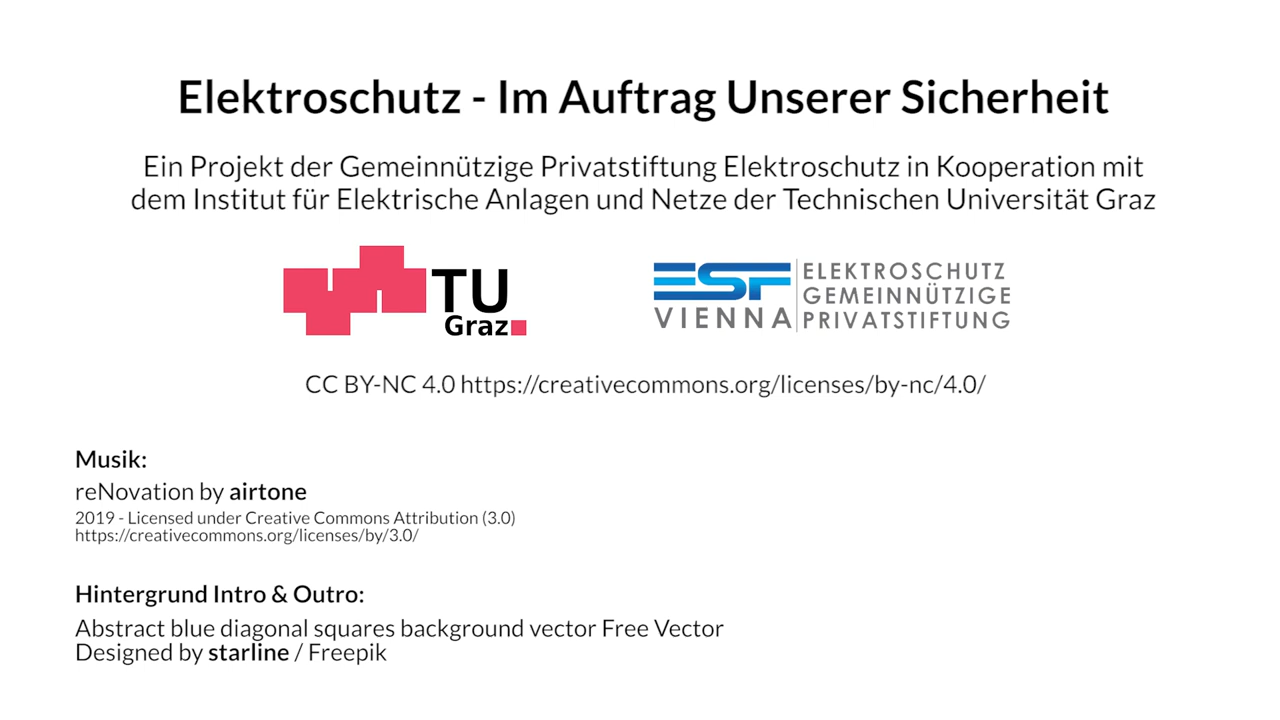 Elektroschutz - Im Auftrag Unserer Sicherheit
Ein Projekt der Gemeinnützige Privatstiftung Elektroschutz in Kooperation mit
dem Institut für Elektrische Anlagen und Netze der Technischen Universität Graz
TU
Graz
ESF
VIENNA
ELEKTROSCHUTZ
GEMEINNÜTZIGE
PRIVATSTIFTUNG
CC BY-NC 4.0 https://creativecommons.org/licenses/by-nc/4.0/
Musik:
reNovation by airtone
2019 - Licensed under Creative Commons Attribution (3.0)
https://creativecommons.org/licenses/by/3.0/
Hintergrund Intro & Outro:
Abstract blue diagonal squares background vector Free Vector
Designed by starline / Freepik